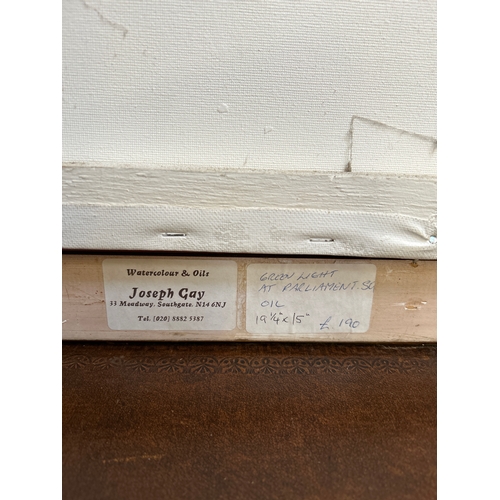 Watercolour & Oils
Joseph Gay
33 Meadway, Southgate, N14 6NJ
Tel. (020) 8882 5387
GREEN LIGHT
AT PARLIAMENT. SQ
OIL
19¼" x 15"
£. 190